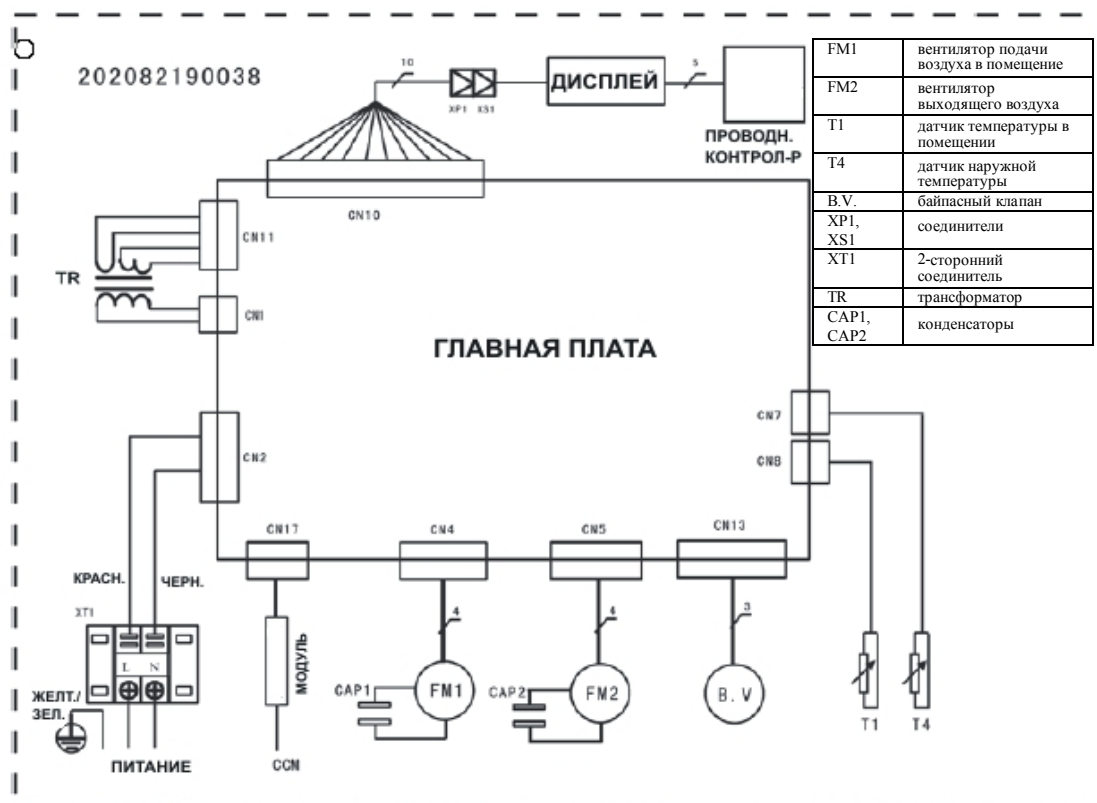 202082190038
10
XP1 XS1
ДИСПЛЕЙ
5
ПРОВОДН.
КОНТРОЛ-Р
FM1 вентилятор подачи
воздуха в помещение
FM2 вентилятор
выходящего воздуха
T1 датчик температуры в
помещении
T4 датчик наружной
температуры
B.V. байпасный клапан
XP1,
XS1 соединители
XT1 2-сторонний
соединитель
TR трансформатор
CAP1,
CAP2 конденсаторы
CN10
CN11
TR
CN1
ГЛАВНАЯ ПЛАТА
CN7
CN8
CN2
CN17 CN4 CN5 CN13
КРАСН. ЧЕРН.
XT1
L N
ЖЕЛТ./
ЗЕЛ.
ПИТАНИЕ
МОДУЛЬ
CCN
4
CAP1 FM1
4
CAP2 FM2
3
B.V
T1 T4